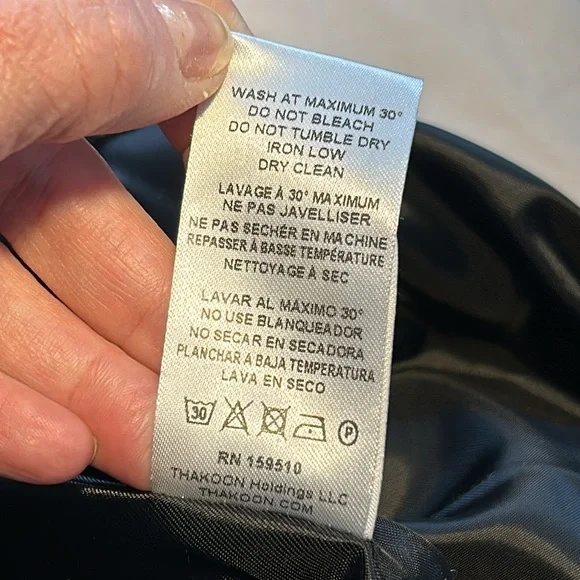 WASH AT MAXIMUM 30°
DO NOT BLEACH
DO NOT TUMBLE DRY
IRON LOW
DRY CLEAN
LAVAGE À 30° MAXIMUM
NE PAS JAVELLISER
NE PAS SECHÉR EN MACHINE
REPASSER À BASSE TEMPÉRATURE
NETTOYAGE À SEC
LAVAR AL MÁXIMO 30°
NO USE BLANQUEADOR
NO SECAR EN SECADORA
PLANCHAR A BAJA TEMPERATURA
LAVA EN SECO
30 P
RN 159510
THAKOON Holdings LLC
THAKOON.COM